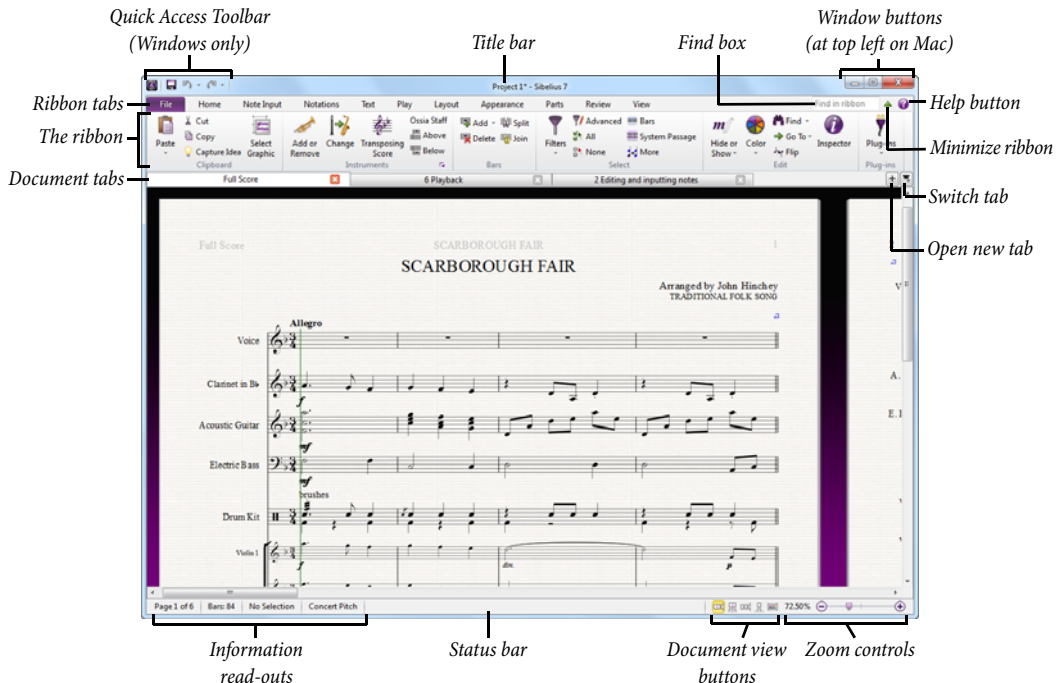 Quick Access Toolbar
(Windows only)
Title bar
Find box
Window buttons
(at top left on Mac)
Project 1* - Sibelius 7
Ribbon tabs
File Home Note Input Notations Text Play Layout Appearance Parts Review View Find in ribbon
Help button
The ribbon
Paste
Cut
Copy
Capture Idea
Select
Graphic
Clipboard
Add or
Remove
Change
Transposing
Score
Ossia Staff
Above
Below
Instruments
Add Split
Delete Join
Bars
Filters
Advanced Bars
All System Passage
None More
Select
Hide or
Show
Color
Find
Go To
Flip
Inspector
Edit
Plug-ins
Plug-ins
Minimize ribbon
Document tabs
Full Score 6 Playback 2 Editing and inputting notes
Switch tab
Open new tab
Full Score SCARBOROUGH FAIR 1
SCARBOROUGH FAIR
Arranged by John Hinchey
TRADITIONAL FOLK SONG
V
Allegro
Voice
Clarinet in B♭
f
A.
Acoustic Guitar
mf
E.
Electric Bass
mf
brushes
Drum Kit
Violin 1
f div. p
Page 1 of 6 Bars: 84 No Selection Concert Pitch 72.50%
Information
read-outs
Status bar
Document view
buttons
Zoom controls